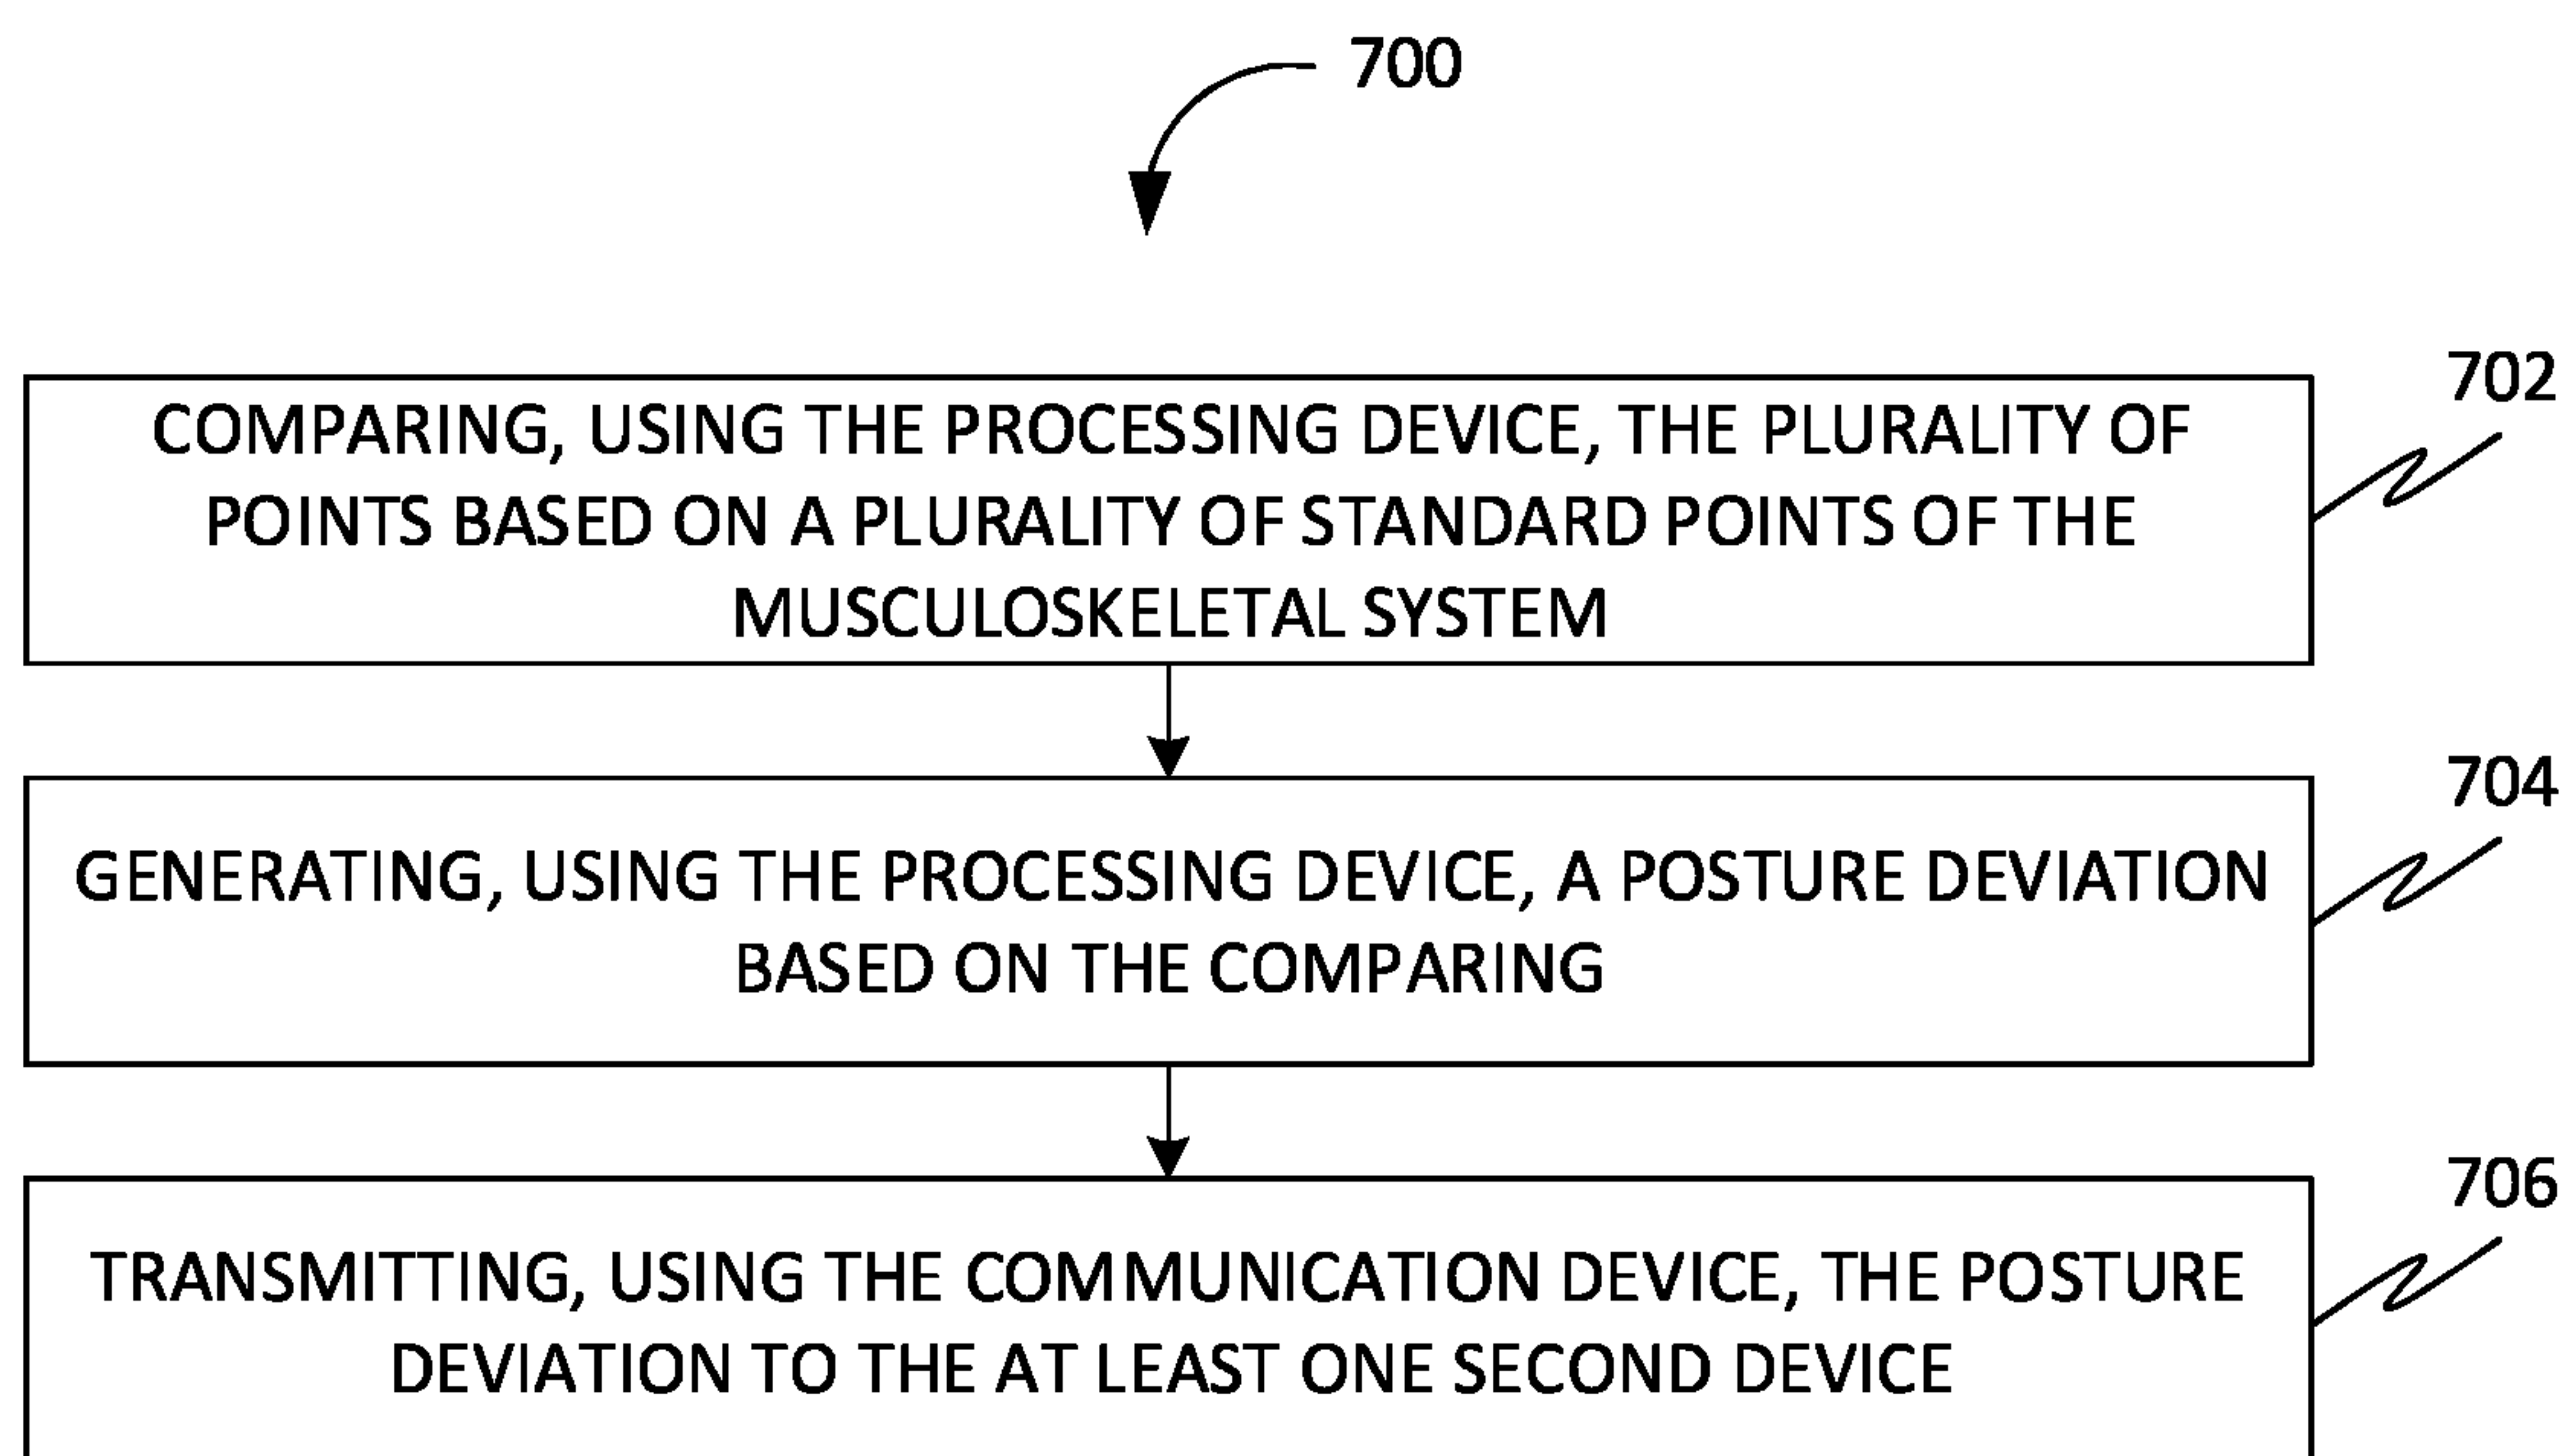 700
702
COMPARING, USING THE PROCESSING DEVICE, THE PLURALITY OF
POINTS BASED ON A PLURALITY OF STANDARD POINTS OF THE
MUSCULOSKELETAL SYSTEM
704
GENERATING, USING THE PROCESSING DEVICE, A POSTURE DEVIATION
BASED ON THE COMPARING
706
TRANSMITTING, USING THE COMMUNICATION DEVICE, THE POSTURE
DEVIATION TO THE AT LEAST ONE SECOND DEVICE